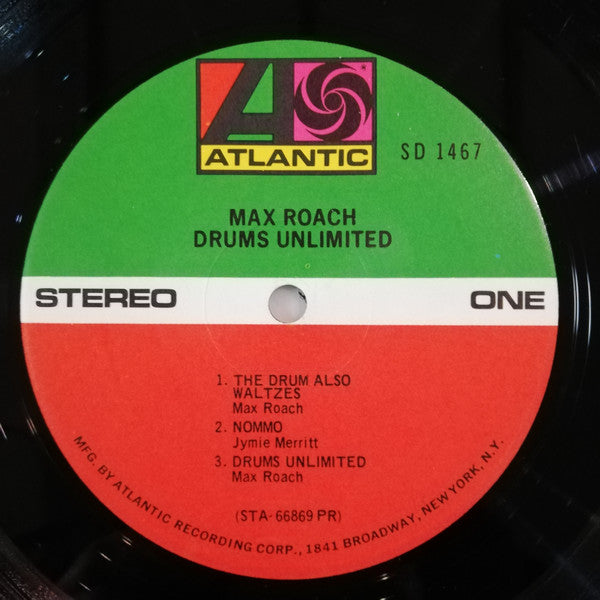 ATLANTIC
SD 1467
MAX ROACH
DRUMS UNLIMITED
STEREO
ONE
1. THE DRUM ALSO
WALTZES
Max Roach
2. NOMMO
Jymie Merritt
3. DRUMS UNLIMITED
Max Roach
(STA-66869 PR)
MFG. BY ATLANTIC RECORDING CORP., 1841 BROADWAY, NEW YORK, N.Y.